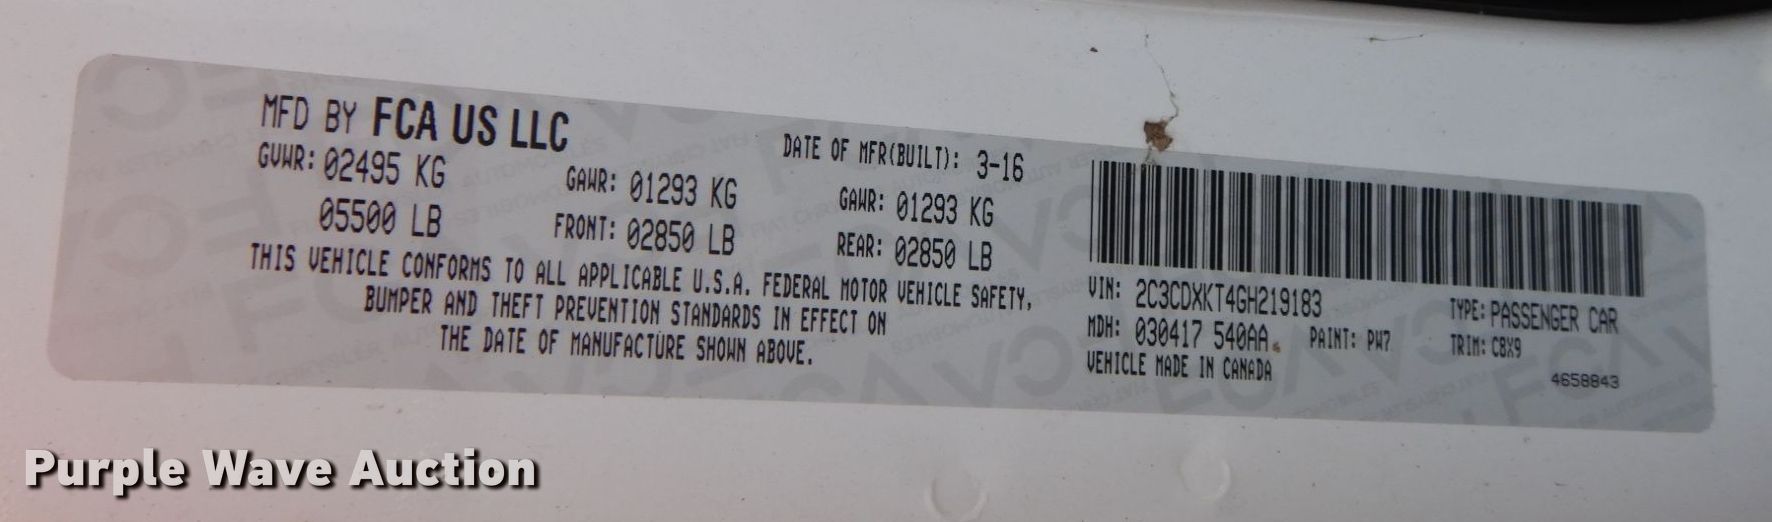 MFD BY FCA US LLC
DATE OF MFR(BUILT): 3-16
GVWR: 02495 KG GAWR: 01293 KG GAWR: 01293 KG
05500 LB FRONT: 02850 LB REAR: 02850 LB
THIS VEHICLE CONFORMS TO ALL APPLICABLE U.S.A. FEDERAL MOTOR VEHICLE SAFETY,
BUMPER AND THEFT PREVENTION STANDARDS IN EFFECT ON
THE DATE OF MANUFACTURE SHOWN ABOVE.
VIN: 2C3CDXKT4GH219183 TYPE: PASSENGER CAR
MDH: 030417 540AA PAINT: PW7 TRIM: C8X9
VEHICLE MADE IN CANADA 4658843
Purple Wave Auction